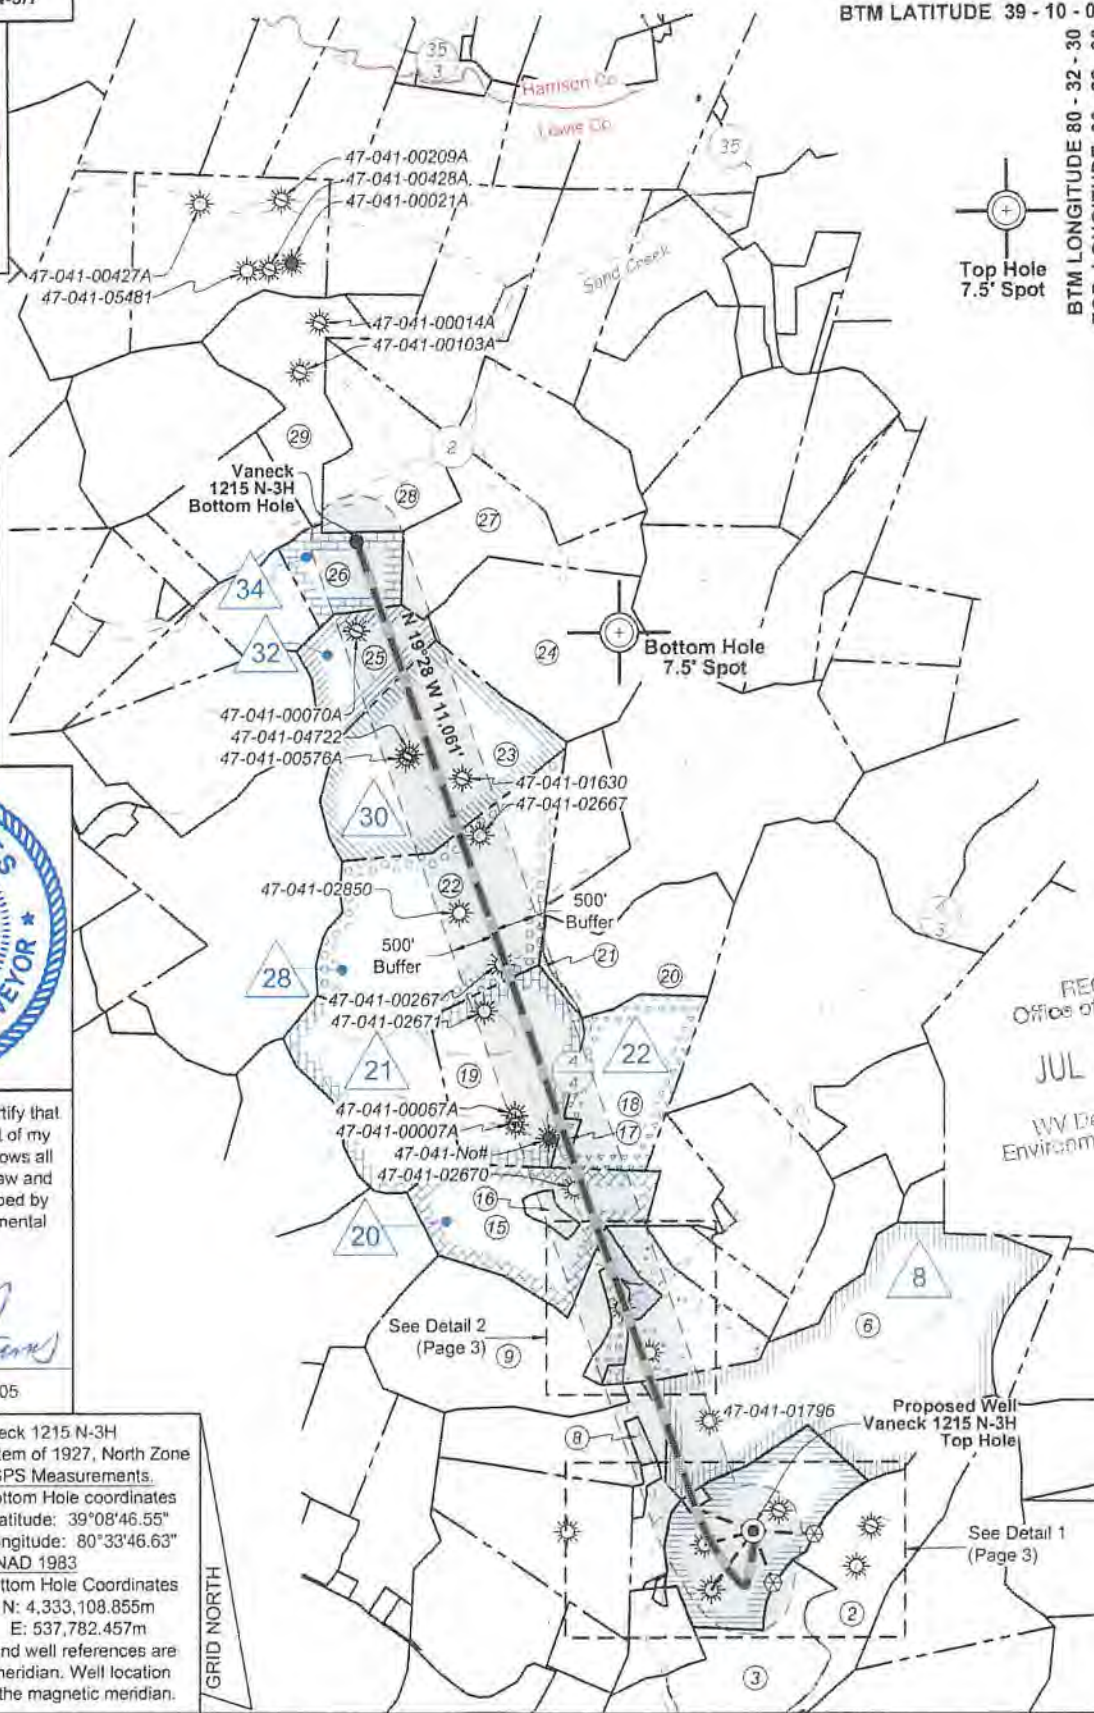 BTM LATITUDE 39 - 10 - 0
BTM LONGITUDE 80 - 32 - 30
35
3
Harrison Co.
Lewis Co.
35
47-041-00209A
47-041-00428A
47-041-00021A
47-041-00427A
47-041-05481
Sand Creek
Top Hole
7.5' Spot
47-041-00014A
47-041-00103A
29
2
Vaneck
1215 N-3H
Bottom Hole
28
27
34
26
32
25
N 19°28 W 11,061'
24
Bottom Hole
7.5' Spot
47-041-00070A
47-041-04722
47-041-00576A
23
47-041-01630
47-041-02667
30
22
47-041-02850
500'
Buffer
500'
Buffer
VEYOR ★
28
21
20
47-041-00267
47-041-02671
Office of
JUL
22
21
4
4
19
18
47-041-00067A
47-041-00007A
17
47-041-No#
47-041-02670
rtify that
t of my
ows all
aw and
bed by
mental
16
15
20
8
6
See Detail 2
(Page 3)
9
05
47-041-01796
Proposed Well
Vaneck 1215 N-3H
Top Hole
8
eck 1215 N-3H
tem of 1927, North Zone
GPS Measurements.
ottom Hole coordinates
atitude: 39°08'46.55"
ngitude: 80°33'46.63"
NAD 1983
ttom Hole Coordinates
N: 4,333,108.855m
E: 537,782.457m
nd well references are
meridian. Well location
the magnetic meridian.
GRID NORTH
See Detail 1
(Page 3)
2
3